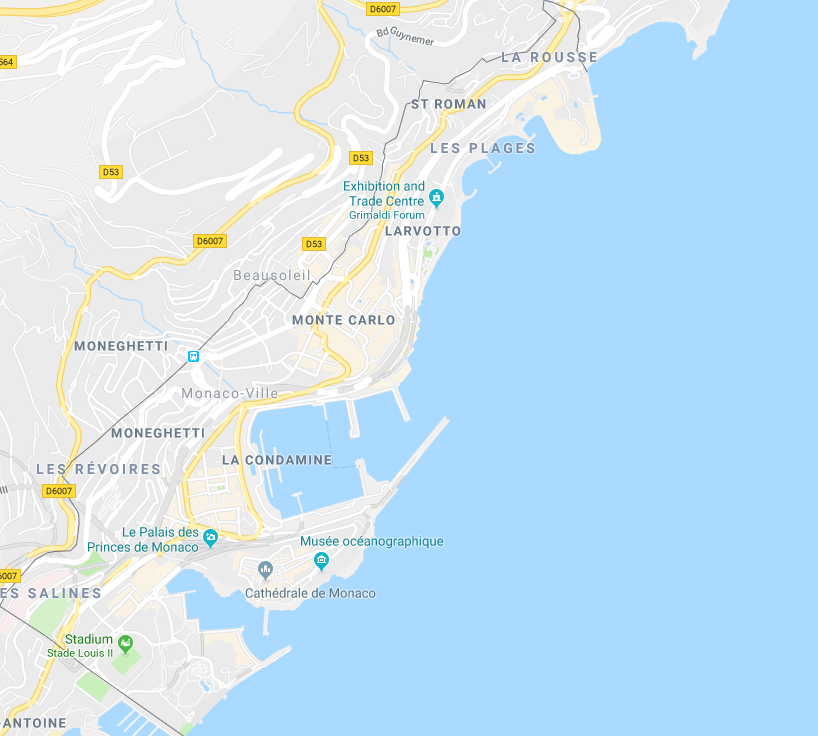 D6007
Bd Guynemer
LA ROUSSE
564
ST ROMAN
LES PLAGES
D53
D53
Exhibition and
Trade Centre
Grimaldi Forum
LARVOTTO
D6007
D53
Beausoleil
MONTE CARLO
MONEGHETTI
Monaco-Ville
MONEGHETTI
LA CONDAMINE
LES RÉVOIRES
D6007
Le Palais des
Princes de Monaco
Musée océanographique
6007
ES SALINES
Cathédrale de Monaco
Stadium
Stade Louis II
-ANTOINE